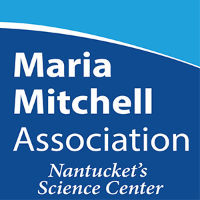 Maria
Mitchell
Association
Nantucket's
Science Center